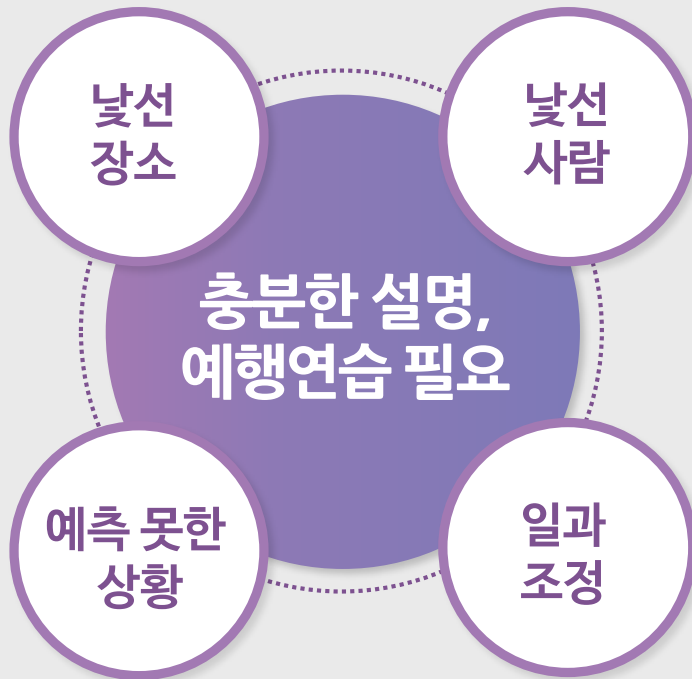 낯선
장소
낯선
사람
충분한 설명,
예행연습 필요
예측 못한
상황
일과
조정